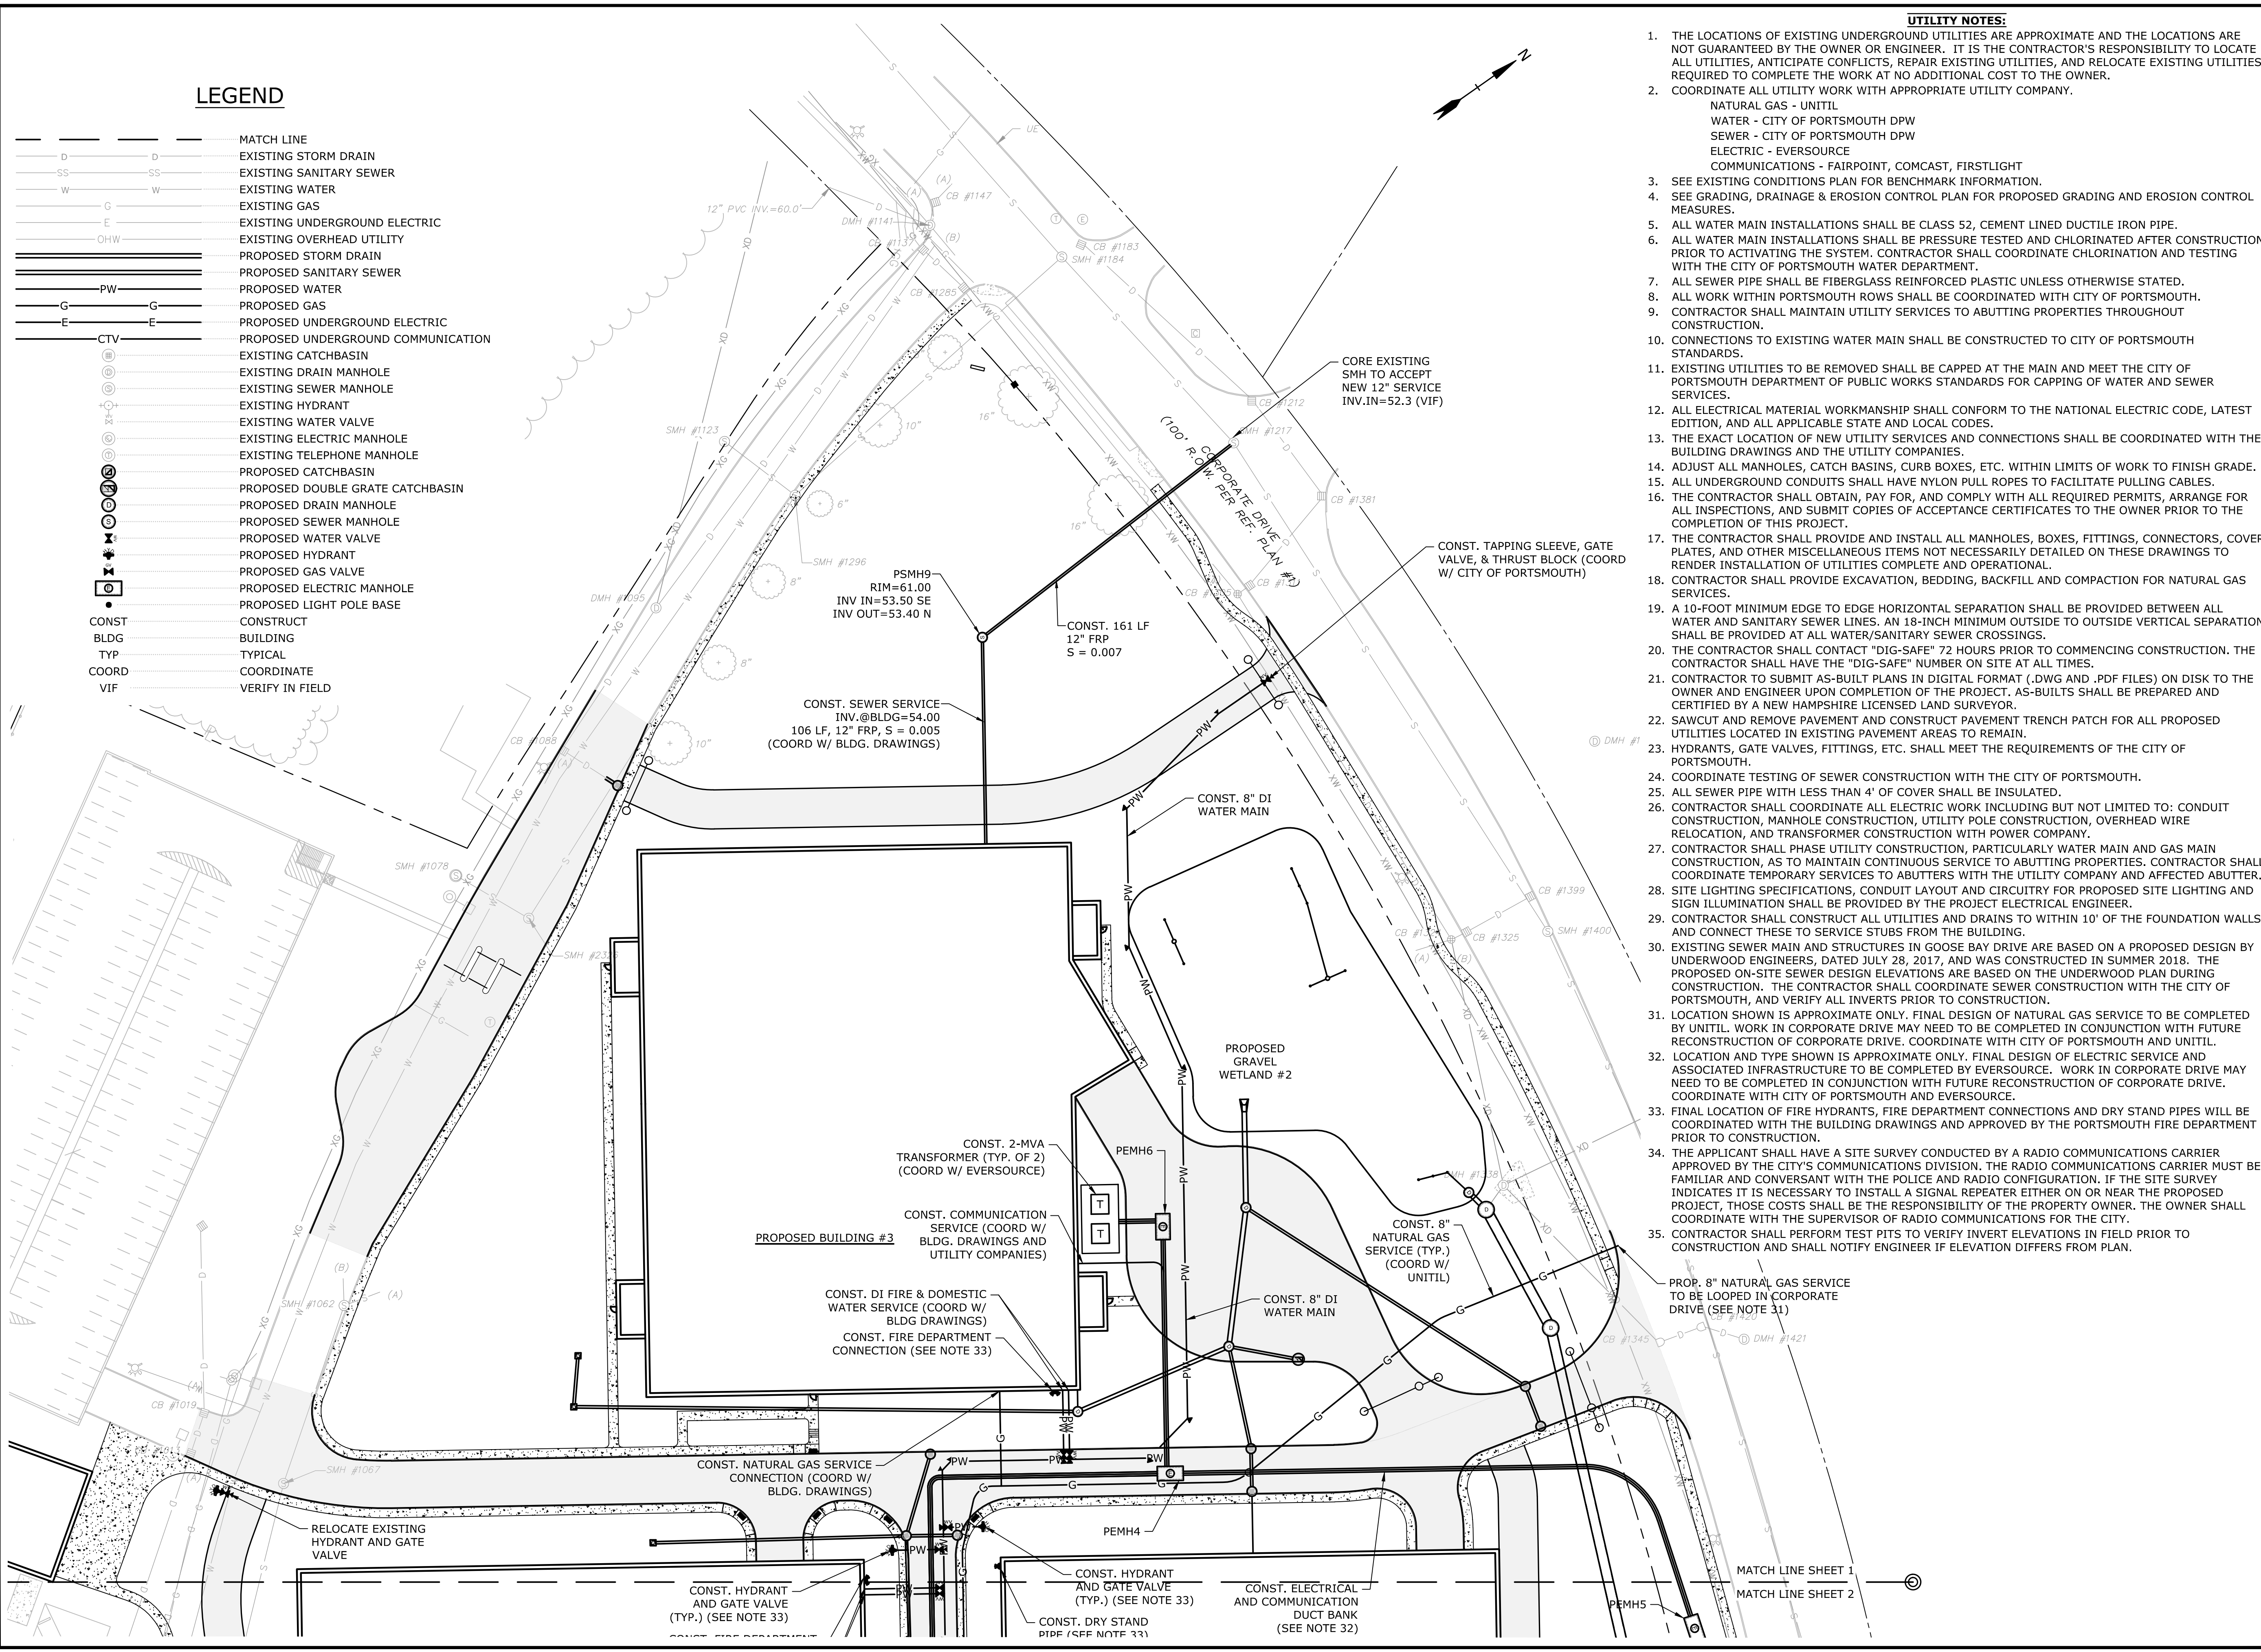 UTILITY NOTES:
1. THE LOCATIONS OF EXISTING UNDERGROUND UTILITIES ARE APPROXIMATE AND THE LOCATIONS ARE
NOT GUARANTEED BY THE OWNER OR ENGINEER. IT IS THE CONTRACTOR'S RESPONSIBILITY TO LOCATE
ALL UTILITIES, ANTICIPATE CONFLICTS, REPAIR EXISTING UTILITIES, AND RELOCATE EXISTING UTILITIES
REQUIRED TO COMPLETE THE WORK AT NO ADDITIONAL COST TO THE OWNER.
2. COORDINATE ALL UTILITY WORK WITH APPROPRIATE UTILITY COMPANY.
NATURAL GAS - UNITIL
WATER - CITY OF PORTSMOUTH DPW
SEWER - CITY OF PORTSMOUTH DPW
ELECTRIC - EVERSOURCE
COMMUNICATIONS - FAIRPOINT, COMCAST, FIRSTLIGHT
3. SEE EXISTING CONDITIONS PLAN FOR BENCHMARK INFORMATION.
4. SEE GRADING, DRAINAGE & EROSION CONTROL PLAN FOR PROPOSED GRADING AND EROSION CONTROL
MEASURES.
5. ALL WATER MAIN INSTALLATIONS SHALL BE CLASS 52, CEMENT LINED DUCTILE IRON PIPE.
6. ALL WATER MAIN INSTALLATIONS SHALL BE PRESSURE TESTED AND CHLORINATED AFTER CONSTRUCTION
PRIOR TO ACTIVATING THE SYSTEM. CONTRACTOR SHALL COORDINATE CHLORINATION AND TESTING
WITH THE CITY OF PORTSMOUTH WATER DEPARTMENT.
7. ALL SEWER PIPE SHALL BE FIBERGLASS REINFORCED PLASTIC UNLESS OTHERWISE STATED.
8. ALL WORK WITHIN PORTSMOUTH ROWS SHALL BE COORDINATED WITH CITY OF PORTSMOUTH.
9. CONTRACTOR SHALL MAINTAIN UTILITY SERVICES TO ABUTTING PROPERTIES THROUGHOUT
CONSTRUCTION.
10. CONNECTIONS TO EXISTING WATER MAIN SHALL BE CONSTRUCTED TO CITY OF PORTSMOUTH
STANDARDS.
11. EXISTING UTILITIES TO BE REMOVED SHALL BE CAPPED AT THE MAIN AND MEET THE CITY OF
PORTSMOUTH DEPARTMENT OF PUBLIC WORKS STANDARDS FOR CAPPING OF WATER AND SEWER
SERVICES.
12. ALL ELECTRICAL MATERIAL WORKMANSHIP SHALL CONFORM TO THE NATIONAL ELECTRIC CODE, LATEST
EDITION, AND ALL APPLICABLE STATE AND LOCAL CODES.
13. THE EXACT LOCATION OF NEW UTILITY SERVICES AND CONNECTIONS SHALL BE COORDINATED WITH THE
BUILDING DRAWINGS AND THE UTILITY COMPANIES.
14. ADJUST ALL MANHOLES, CATCH BASINS, CURB BOXES, ETC. WITHIN LIMITS OF WORK TO FINISH GRADE.
15. ALL UNDERGROUND CONDUITS SHALL HAVE NYLON PULL ROPES TO FACILITATE PULLING CABLES.
16. THE CONTRACTOR SHALL OBTAIN, PAY FOR, AND COMPLY WITH ALL REQUIRED PERMITS, ARRANGE FOR
ALL INSPECTIONS, AND SUBMIT COPIES OF ACCEPTANCE CERTIFICATES TO THE OWNER PRIOR TO THE
COMPLETION OF THIS PROJECT.
17. THE CONTRACTOR SHALL PROVIDE AND INSTALL ALL MANHOLES, BOXES, FITTINGS, CONNECTORS, COVER
PLATES, AND OTHER MISCELLANEOUS ITEMS NOT NECESSARILY DETAILED ON THESE DRAWINGS TO
RENDER INSTALLATION OF UTILITIES COMPLETE AND OPERATIONAL.
18. CONTRACTOR SHALL PROVIDE EXCAVATION, BEDDING, BACKFILL AND COMPACTION FOR NATURAL GAS
SERVICES.
19. A 10-FOOT MINIMUM EDGE TO EDGE HORIZONTAL SEPARATION SHALL BE PROVIDED BETWEEN ALL
WATER AND SANITARY SEWER LINES. AN 18-INCH MINIMUM OUTSIDE TO OUTSIDE VERTICAL SEPARATION
SHALL BE PROVIDED AT ALL WATER/SANITARY SEWER CROSSINGS.
20. THE CONTRACTOR SHALL CONTACT "DIG-SAFE" 72 HOURS PRIOR TO COMMENCING CONSTRUCTION. THE
CONTRACTOR SHALL HAVE THE "DIG-SAFE" NUMBER ON SITE AT ALL TIMES.
21. CONTRACTOR TO SUBMIT AS-BUILT PLANS IN DIGITAL FORMAT (.DWG AND .PDF FILES) ON DISK TO THE
OWNER AND ENGINEER UPON COMPLETION OF THE PROJECT. AS-BUILTS SHALL BE PREPARED AND
CERTIFIED BY A NEW HAMPSHIRE LICENSED LAND SURVEYOR.
22. SAWCUT AND REMOVE PAVEMENT AND CONSTRUCT PAVEMENT TRENCH PATCH FOR ALL PROPOSED
UTILITIES LOCATED IN EXISTING PAVEMENT AREAS TO REMAIN.
23. HYDRANTS, GATE VALVES, FITTINGS, ETC. SHALL MEET THE REQUIREMENTS OF THE CITY OF
PORTSMOUTH.
24. COORDINATE TESTING OF SEWER CONSTRUCTION WITH THE CITY OF PORTSMOUTH.
25. ALL SEWER PIPE WITH LESS THAN 4' OF COVER SHALL BE INSULATED.
26. CONTRACTOR SHALL COORDINATE ALL ELECTRIC WORK INCLUDING BUT NOT LIMITED TO: CONDUIT
CONSTRUCTION, MANHOLE CONSTRUCTION, UTILITY POLE CONSTRUCTION, OVERHEAD WIRE
RELOCATION, AND TRANSFORMER CONSTRUCTION WITH POWER COMPANY.
27. CONTRACTOR SHALL PHASE UTILITY CONSTRUCTION, PARTICULARLY WATER MAIN AND GAS MAIN
CONSTRUCTION, AS TO MAINTAIN CONTINUOUS SERVICE TO ABUTTING PROPERTIES. CONTRACTOR SHALL
COORDINATE TEMPORARY SERVICES TO ABUTTERS WITH THE UTILITY COMPANY AND AFFECTED ABUTTER.
28. SITE LIGHTING SPECIFICATIONS, CONDUIT LAYOUT AND CIRCUITRY FOR PROPOSED SITE LIGHTING AND
SIGN ILLUMINATION SHALL BE PROVIDED BY THE PROJECT ELECTRICAL ENGINEER.
29. CONTRACTOR SHALL CONSTRUCT ALL UTILITIES AND DRAINS TO WITHIN 10' OF THE FOUNDATION WALLS
AND CONNECT THESE TO SERVICE STUBS FROM THE BUILDING.
30. EXISTING SEWER MAIN AND STRUCTURES IN GOOSE BAY DRIVE ARE BASED ON A PROPOSED DESIGN BY
UNDERWOOD ENGINEERS, DATED JULY 28, 2017, AND WAS CONSTRUCTED IN SUMMER 2018. THE
PROPOSED ON-SITE SEWER DESIGN ELEVATIONS ARE BASED ON THE UNDERWOOD PLAN DURING
CONSTRUCTION. THE CONTRACTOR SHALL COORDINATE SEWER CONSTRUCTION WITH THE CITY OF
PORTSMOUTH, AND VERIFY ALL INVERTS PRIOR TO CONSTRUCTION.
31. LOCATION SHOWN IS APPROXIMATE ONLY. FINAL DESIGN OF NATURAL GAS SERVICE TO BE COMPLETED
BY UNITIL. WORK IN CORPORATE DRIVE MAY NEED TO BE COMPLETED IN CONJUNCTION WITH FUTURE
RECONSTRUCTION OF CORPORATE DRIVE. COORDINATE WITH CITY OF PORTSMOUTH AND UNITIL.
32. LOCATION AND TYPE SHOWN IS APPROXIMATE ONLY. FINAL DESIGN OF ELECTRIC SERVICE AND
ASSOCIATED INFRASTRUCTURE TO BE COMPLETED BY EVERSOURCE. WORK IN CORPORATE DRIVE MAY
NEED TO BE COMPLETED IN CONJUNCTION WITH FUTURE RECONSTRUCTION OF CORPORATE DRIVE.
COORDINATE WITH CITY OF PORTSMOUTH AND EVERSOURCE.
33. FINAL LOCATION OF FIRE HYDRANTS, FIRE DEPARTMENT CONNECTIONS AND DRY STAND PIPES WILL BE
COORDINATED WITH THE BUILDING DRAWINGS AND APPROVED BY THE PORTSMOUTH FIRE DEPARTMENT
PRIOR TO CONSTRUCTION.
34. THE APPLICANT SHALL HAVE A SITE SURVEY CONDUCTED BY A RADIO COMMUNICATIONS CARRIER
APPROVED BY THE CITY'S COMMUNICATIONS DIVISION. THE RADIO COMMUNICATIONS CARRIER MUST BE
FAMILIAR AND CONVERSANT WITH THE POLICE AND RADIO CONFIGURATION. IF THE SITE SURVEY
INDICATES IT IS NECESSARY TO INSTALL A SIGNAL REPEATER EITHER ON OR NEAR THE PROPOSED
PROJECT, THOSE COSTS SHALL BE THE RESPONSIBILITY OF THE PROPERTY OWNER. THE OWNER SHALL
COORDINATE WITH THE SUPERVISOR OF RADIO COMMUNICATIONS FOR THE CITY.
35. CONTRACTOR SHALL PERFORM TEST PITS TO VERIFY INVERT ELEVATIONS IN FIELD PRIOR TO
CONSTRUCTION AND SHALL NOTIFY ENGINEER IF ELEVATION DIFFERS FROM PLAN.
LEGEND
MATCH LINE
D D EXISTING STORM DRAIN
SS SS EXISTING SANITARY SEWER
W W EXISTING WATER
G EXISTING GAS
E EXISTING UNDERGROUND ELECTRIC
OHW EXISTING OVERHEAD UTILITY
PROPOSED STORM DRAIN
PROPOSED SANITARY SEWER
PW PROPOSED WATER
G G PROPOSED GAS
E E PROPOSED UNDERGROUND ELECTRIC
CTV PROPOSED UNDERGROUND COMMUNICATION
EXISTING CATCHBASIN
EXISTING DRAIN MANHOLE
EXISTING SEWER MANHOLE
EXISTING HYDRANT
EXISTING WATER VALVE
EXISTING ELECTRIC MANHOLE
EXISTING TELEPHONE MANHOLE
PROPOSED CATCHBASIN
PROPOSED DOUBLE GRATE CATCHBASIN
PROPOSED DRAIN MANHOLE
PROPOSED SEWER MANHOLE
PROPOSED WATER VALVE
PROPOSED HYDRANT
PROPOSED GAS VALVE
PROPOSED ELECTRIC MANHOLE
PROPOSED LIGHT POLE BASE
CONST CONSTRUCT
BLDG BUILDING
TYP TYPICAL
COORD COORDINATE
VIF VERIFY IN FIELD
N
UE
12" PVC INV.=60.0'
CB #1147
DMH #1141
CB #1137
CB #1183
SMH #1184
CB #1285
CORE EXISTING
SMH TO ACCEPT
NEW 12" SERVICE
INV.IN=52.3 (VIF)
CB #1212
SMH #1217
SMH #1123
10"
16"
6"
16"
8"
8"
10"
CORPORATE DRIVE
(100' R.O.W. PER REF. PLAN #1)
CB #1381
SMH #1296
DMH #1095
CONST. TAPPING SLEEVE, GATE
VALVE, & THRUST BLOCK (COORD
W/ CITY OF PORTSMOUTH)
PSMH9
RIM=61.00
INV IN=53.50 SE
INV OUT=53.40 N
CONST. 161 LF
12" FRP
S = 0.007
CONST. SEWER SERVICE
INV.@BLDG=54.00
106 LF, 12" FRP, S = 0.005
(COORD W/ BLDG. DRAWINGS)
CB #1088
CONST. 8" DI
WATER MAIN
SMH #1078
CB #1399
SMH #1400
CB #1325
PROPOSED
GRAVEL
WETLAND #2
CONST. 2-MVA
TRANSFORMER (TYP. OF 2)
(COORD W/ EVERSOURCE)
PEMH6
T
T
CONST. COMMUNICATION
SERVICE (COORD W/
BLDG. DRAWINGS AND
UTILITY COMPANIES)
PROPOSED BUILDING #3
CONST. 8"
NATURAL GAS
SERVICE (TYP.)
(COORD W/
UNITIL)
PROP. 8" NATURAL GAS SERVICE
TO BE LOOPED IN CORPORATE
DRIVE (SEE NOTE 31)
CB #1420
DMH #1421
CB #1345
SMH #1062
(B)
(A)
CONST. DI FIRE & DOMESTIC
WATER SERVICE (COORD W/
BLDG DRAWINGS)
CONST. FIRE DEPARTMENT
CONNECTION (SEE NOTE 33)
CONST. 8" DI
WATER MAIN
CB #1019
SMH #1067
CONST. NATURAL GAS SERVICE
CONNECTION (COORD W/
BLDG. DRAWINGS)
RELOCATE EXISTING
HYDRANT AND GATE
VALVE
PEMH4
CONST. HYDRANT
AND GATE VALVE
(TYP.) (SEE NOTE 33)
CONST. HYDRANT
AND GATE VALVE
(TYP.) (SEE NOTE 33)
CONST. DRY STAND
PIPE (SEE NOTE 33)
CONST. ELECTRICAL
AND COMMUNICATION
DUCT BANK
(SEE NOTE 32)
PEMH5
MATCH LINE SHEET 1
MATCH LINE SHEET 2